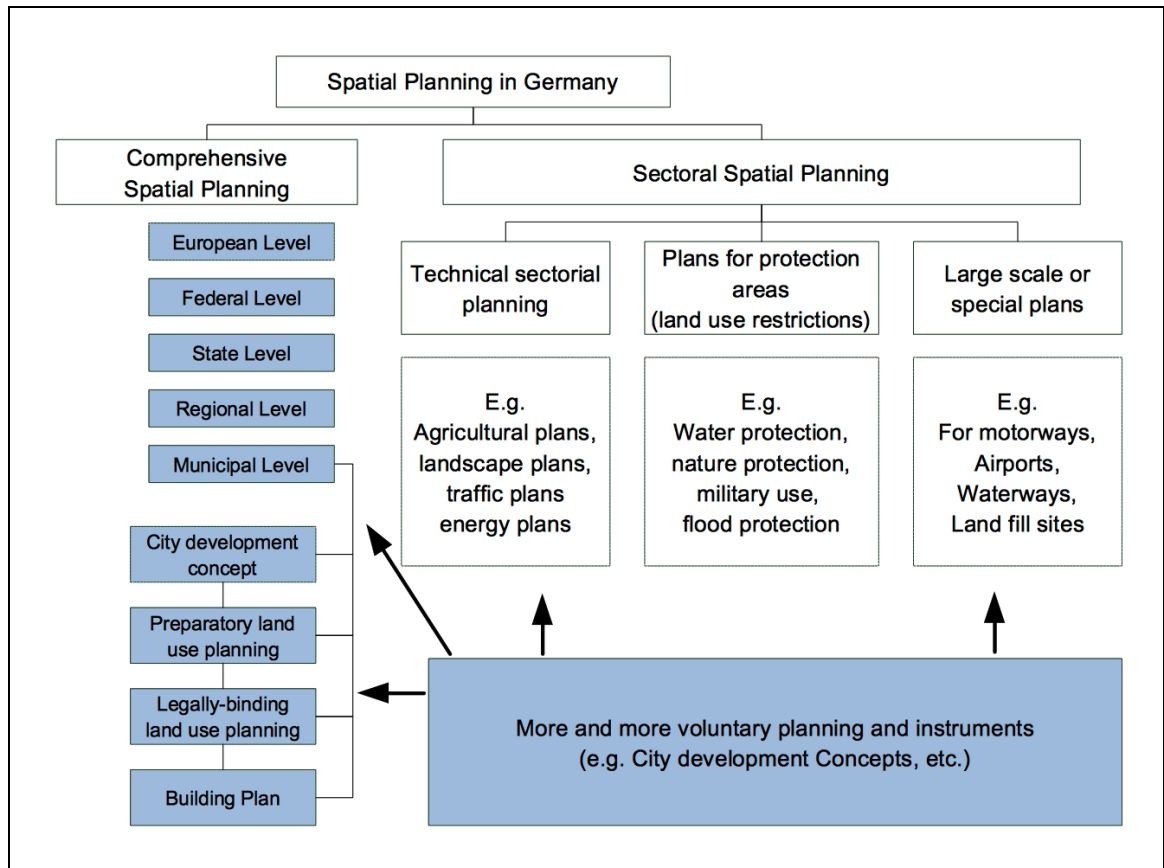 Spatial Planning in Germany
Comprehensive
Spatial Planning
Sectoral Spatial Planning
European Level
Federal Level
State Level
Regional Level
Municipal Level
City development
concept
Preparatory land
use planning
Legally-binding
land use planning
Building Plan
Technical sectorial
planning
Plans for protection
areas
(land use restrictions)
Large scale or
special plans
E.g.
Agricultural plans,
landscape plans,
traffic plans
energy plans
E.g.
Water protection,
nature protection,
military use,
flood protection
E.g.
For motorways,
Airports,
Waterways,
Land fill sites
More and more voluntary planning and instruments
(e.g. City development Concepts, etc.)